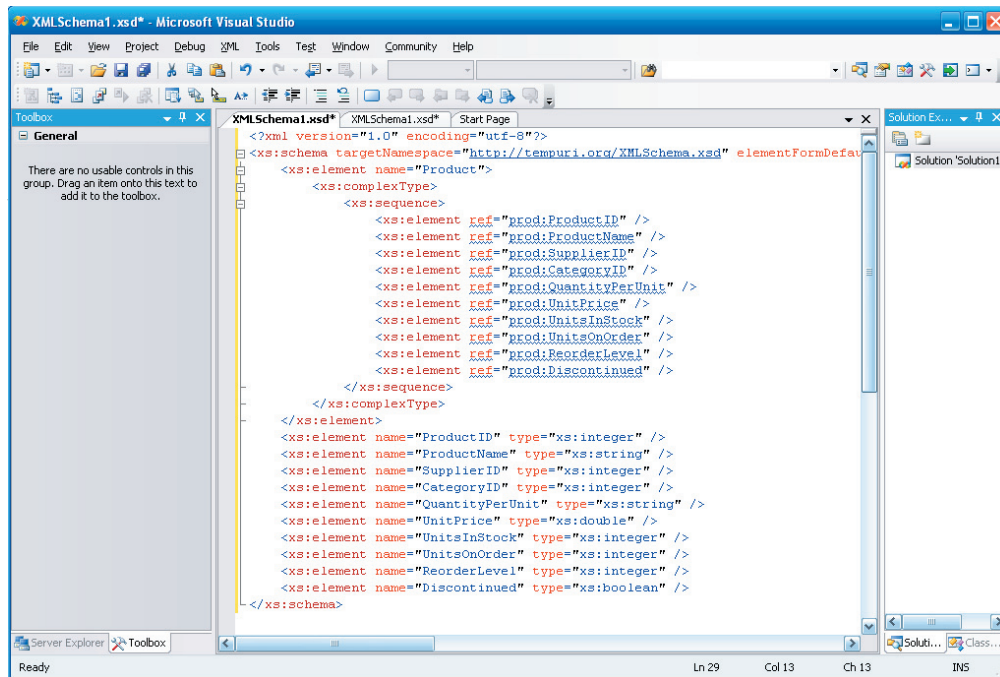 XMLSchema1.xsd* - Microsoft Visual Studio
File Edit View Project Debug XML Tools Test Window Community Help
Toolbox
XMLSchema1.xsd* XMLSchema1.xsd* Start Page
Solution Ex...
General
There are no usable controls in this
group. Drag an item onto this text to
add it to the toolbox.
Solution 'Solution1
<?xml version="1.0" encoding="utf-8"?>
<xs:schema targetNamespace="http://tempuri.org/XMLSchema.xsd" elementFormDefau
<xs:element name="Product">
<xs:complexType>
<xs:sequence>
<xs:element ref="prod:ProductID" />
<xs:element ref="prod:ProductName" />
<xs:element ref="prod:SupplierID" />
<xs:element ref="prod:CategoryID" />
<xs:element ref="prod:QuantityPerUnit" />
<xs:element ref="prod:UnitPrice" />
<xs:element ref="prod:UnitsInStock" />
<xs:element ref="prod:UnitsOnOrder" />
<xs:element ref="prod:ReorderLevel" />
<xs:element ref="prod:Discontinued" />
</xs:sequence>
</xs:complexType>
</xs:element>
<xs:element name="ProductID" type="xs:integer" />
<xs:element name="ProductName" type="xs:string" />
<xs:element name="SupplierID" type="xs:integer" />
<xs:element name="CategoryID" type="xs:integer" />
<xs:element name="QuantityPerUnit" type="xs:string" />
<xs:element name="UnitPrice" type="xs:double" />
<xs:element name="UnitsInStock" type="xs:integer" />
<xs:element name="UnitsOnOrder" type="xs:integer" />
<xs:element name="ReorderLevel" type="xs:integer" />
<xs:element name="Discontinued" type="xs:boolean" />
</xs:schema>
Server Explorer Toolbox
Soluti... Class...
Ready Ln 29 Col 13 Ch 13 INS